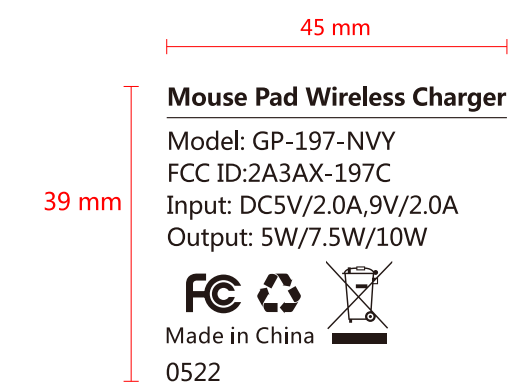 45 mm
Mouse Pad Wireless Charger
39 mm
Model: GP-197-NVY
FCC ID:2A3AX-197C
Input: DC5V/2.0A,9V/2.0A
Output: 5W/7.5W/10W
FC
Made in China
0522